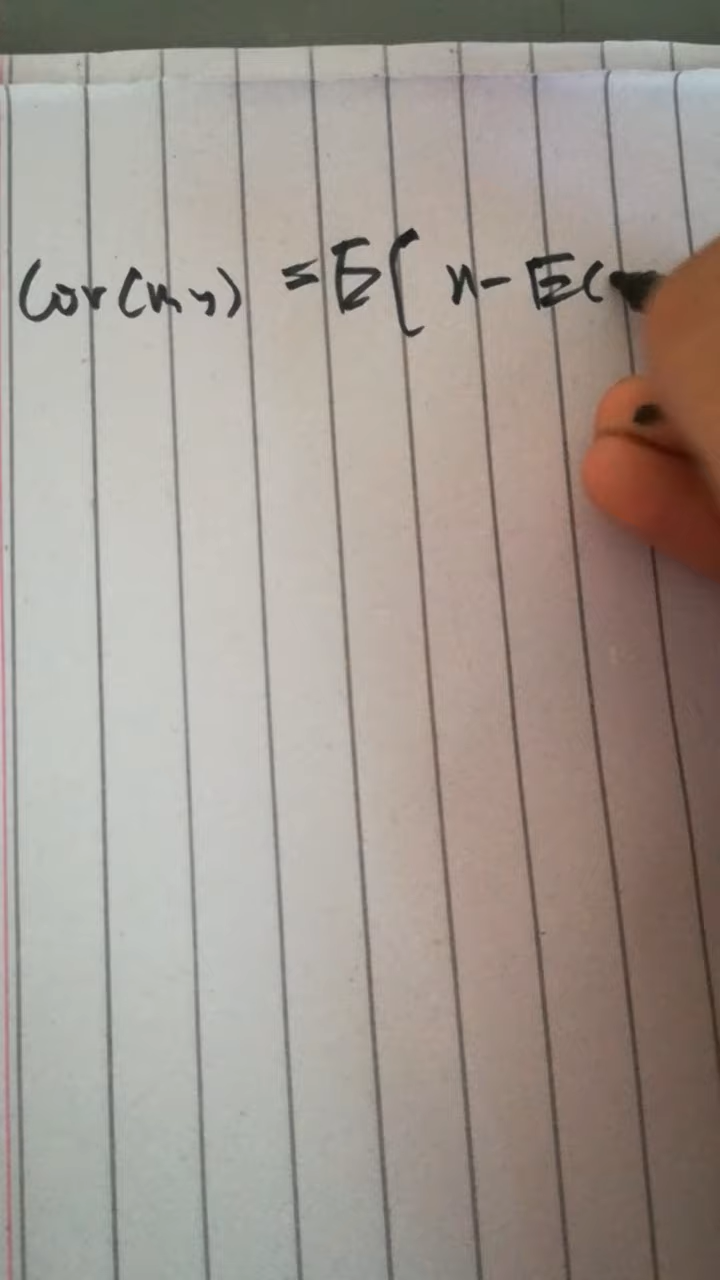 Cov(x,y) = E[x-E(